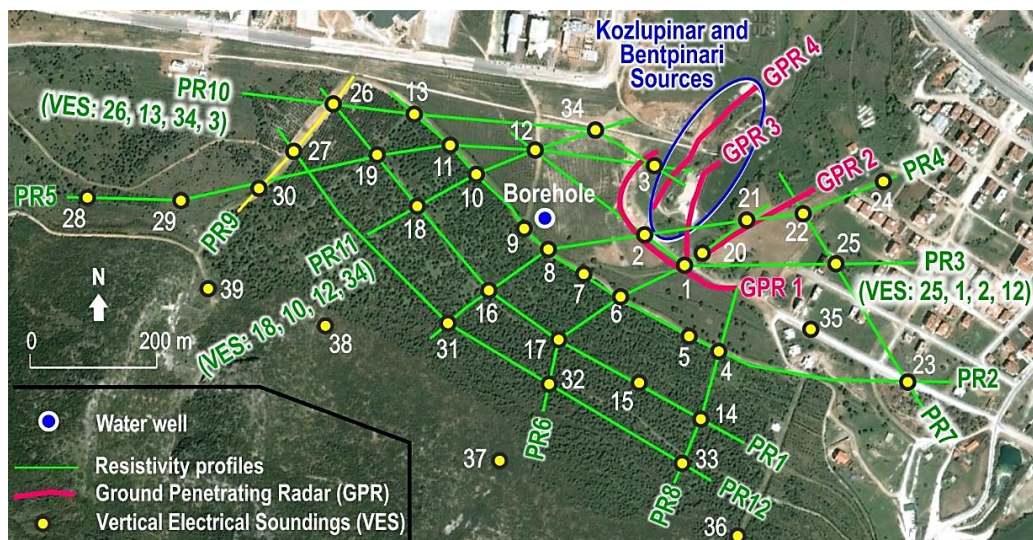 Kozlupinar and
Bentpinari
Sources
GPR 4
PR10
(VES: 26, 13, 34, 3)
26
13
34
12
11
27
19
10
3
GPR 3
GPR 2
PR4
PR5
28
29
30
PR9
18
Borehole
21
24
22
20
9
2
25
PR11
(VES: 18, 10, 12, 34)
8
7
1
PR3
(VES: 25, 1, 2, 12)
GPR 1
39
N
16
6
0
200 m
38
31
17
5
4
35
23
PR2
32
15
14
PR7
PR6
PR1
37
33
PR8
PR12
36
Water well
Resistivity profiles
Ground Penetrating Radar (GPR)
Vertical Electrical Soundings (VES)